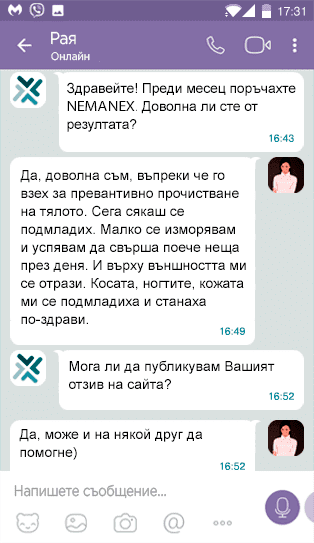 17:31
Рая
Онлайн
Здравейте! Преди месец поръчахте
NEMANEX. Доволна ли сте от
резултата?
16:43
Да, доволна съм, въпреки че го
взех за превантивно прочистване
на тялото. Сега сякаш се
подмладих. Малко се изморявам
и успявам да свърша поече неща
през деня. И върху външността ми
се отрази. Косата, ногтите, кожата
ми се подмладиха и станаха
по-здрави.
16:49
Мога ли да публикувам Вашият
отзив на сайта?
16:52
Да, може и на някой друг да
помогне)
16:52
Напишете съобщение...